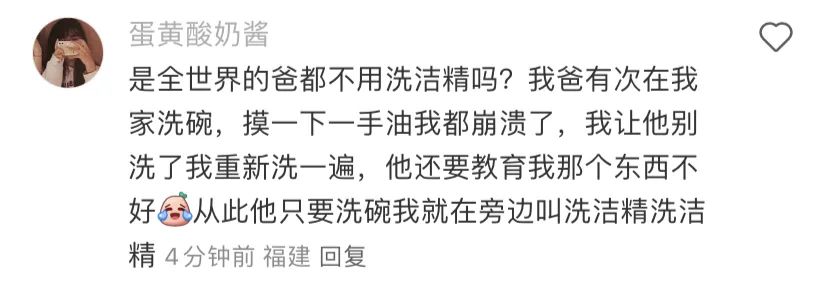 蛋黄酸奶酱
是全世界的爸都不用洗洁精吗？我爸有次在我
家洗碗，摸一下一手油我都崩溃了，我让他别
洗了我重新洗一遍，他还要教育我那个东西不
好😂从此他只要洗碗我就在旁边叫洗洁精洗洁
精 4分钟前 福建 回复